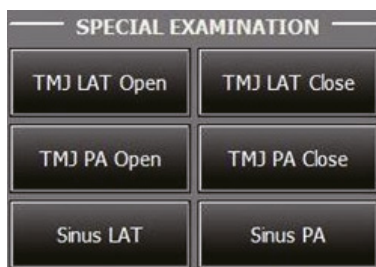 SPECIAL EXAMINATION
TMJ LAT Open
TMJ LAT Close
TMJ PA Open
TMJ PA Close
Sinus LAT
Sinus PA